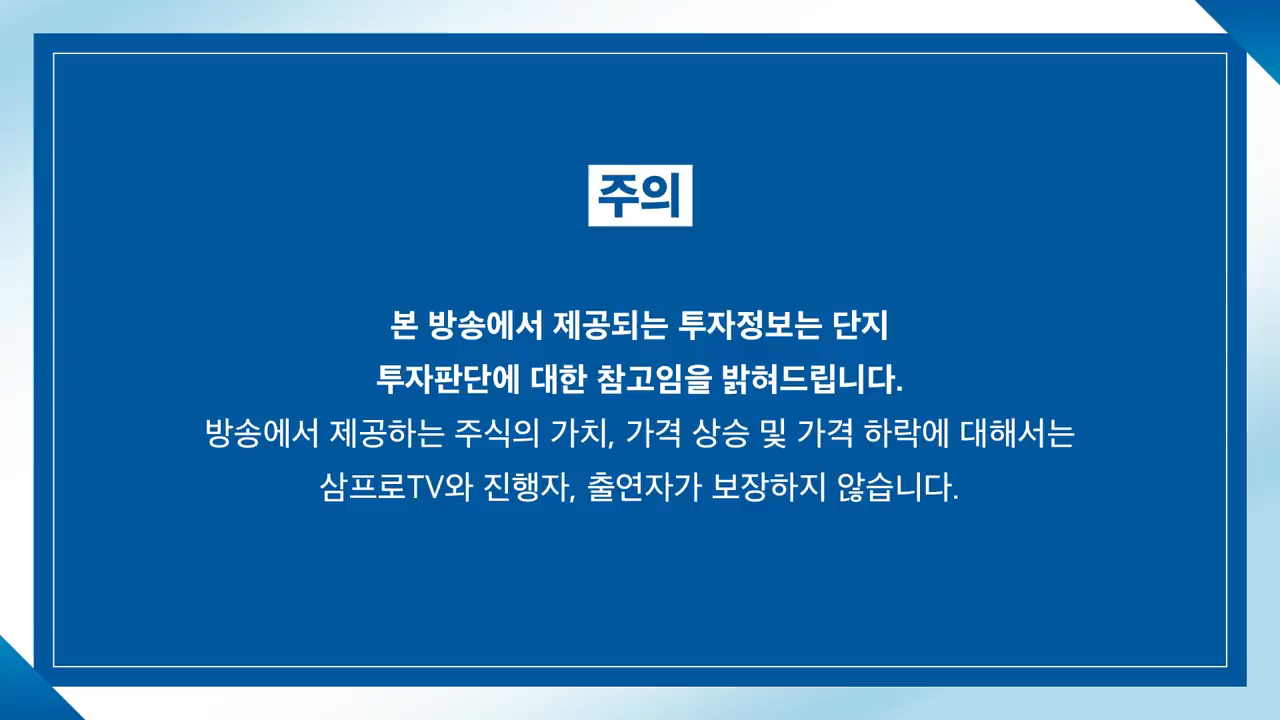 주의
본 방송에서 제공되는 투자정보는 단지
투자판단에 대한 참고임을 밝혀드립니다.
방송에서 제공하는 주식의 가치, 가격 상승 및 가격 하락에 대해서는
삼프로TV와 진행자, 출연자가 보장하지 않습니다.